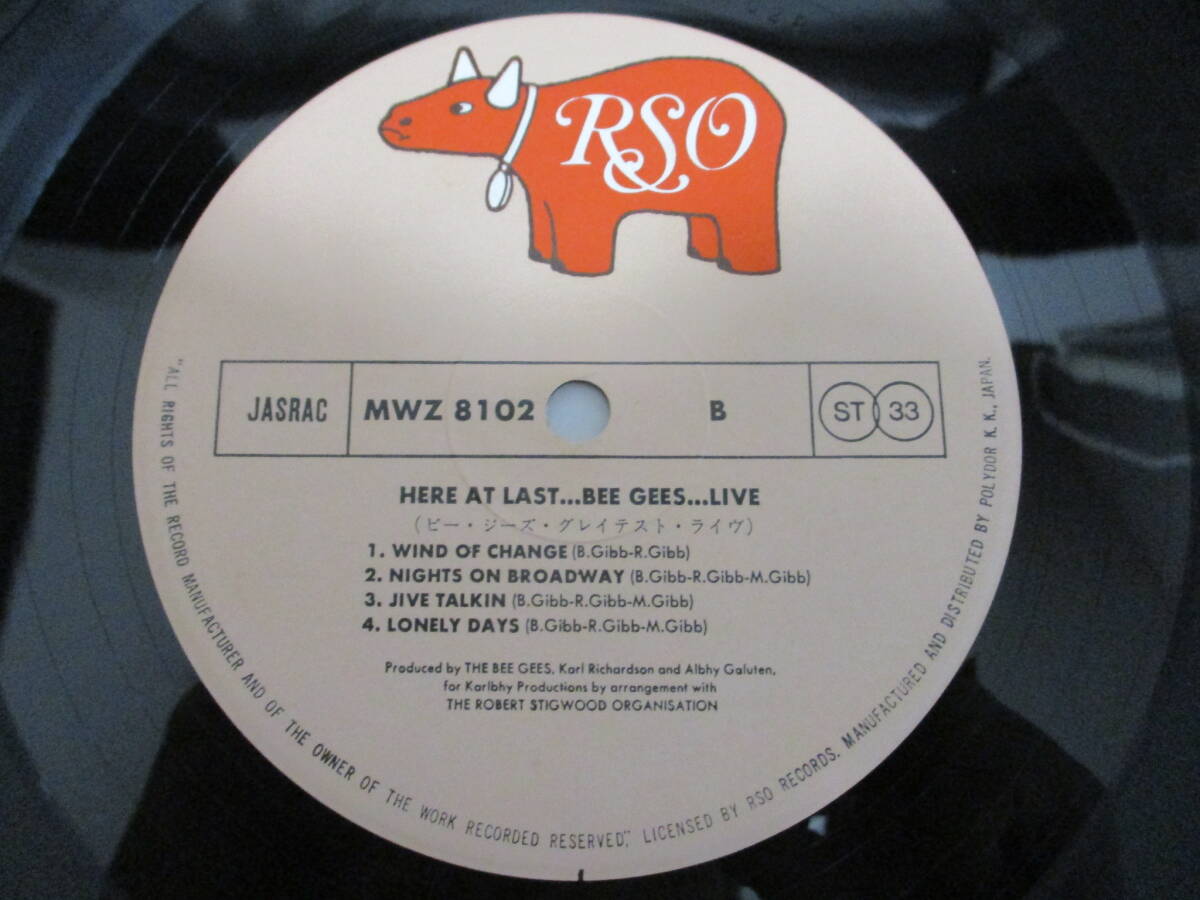 RSO
JASRAC MWZ 8102 B ST 33
HERE AT LAST...BEE GEES...LIVE
(ビー・ジーズ・グレイテスト・ライヴ)
1. WIND OF CHANGE (B.Gibb-R.Gibb)
2. NIGHTS ON BROADWAY (B.Gibb-R.Gibb-M.Gibb)
3. JIVE TALKIN (B.Gibb-R.Gibb-M.Gibb)
4. LONELY DAYS (B.Gibb-R.Gibb-M.Gibb)
Produced by THE BEE GEES, Karl Richardson and Albhy Galuten,
for Karlbhy Productions by arrangement with
THE ROBERT STIGWOOD ORGANISATION
"ALL RIGHTS OF THE RECORD MANUFACTURER AND OF THE OWNER OF THE WORK RECORDED RESERVED", LICENSED BY RSO RECORDS. MANUFACTURED AND DISTRIBUTED BY POLYDOR K.K., JAPAN.